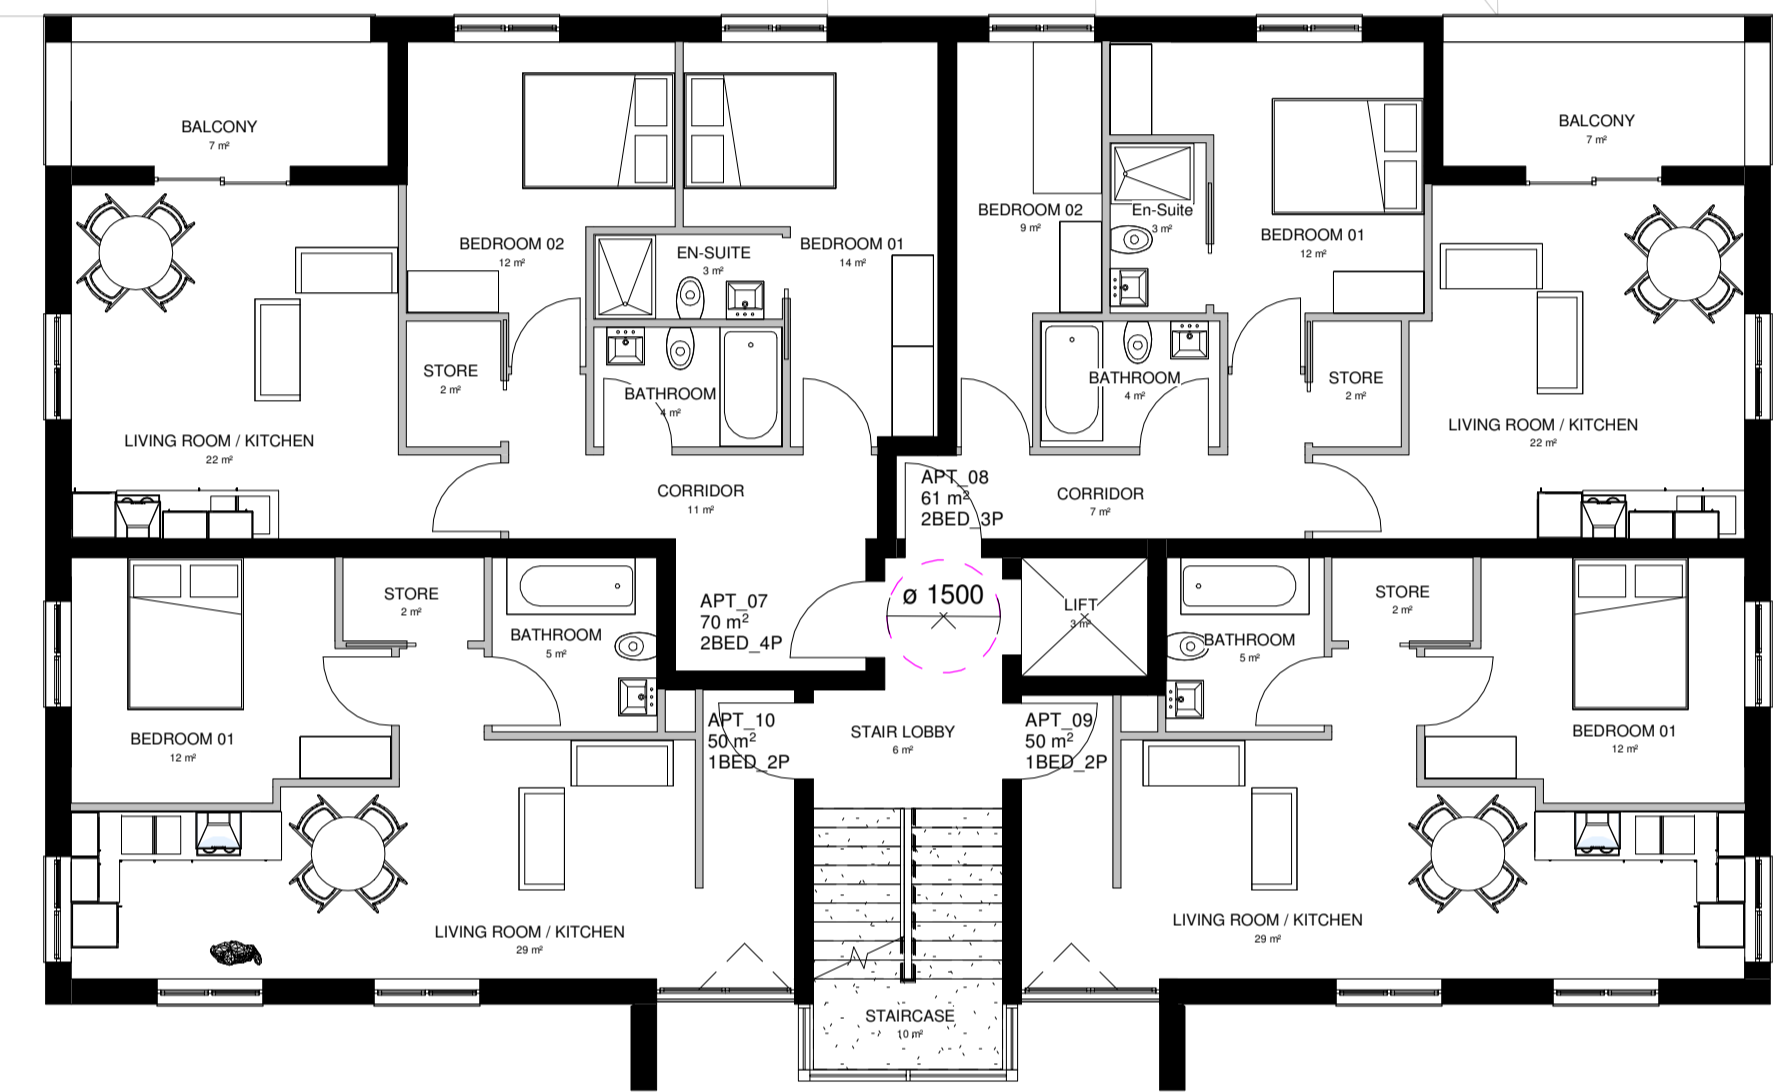 BALCONY
7 m²
BALCONY
7 m²
BEDROOM 02
12 m²
EN-SUITE
3 m²
BEDROOM 01
14 m²
BEDROOM 02
9 m²
En-Suite
3 m²
BEDROOM 01
12 m²
STORE
2 m²
BATHROOM
4 m²
BATHROOM
4 m²
STORE
2 m²
LIVING ROOM / KITCHEN
22 m²
LIVING ROOM / KITCHEN
22 m²
CORRIDOR
11 m²
APT_08
61 m²
2BED_3P
CORRIDOR
7 m²
STORE
2 m²
BATHROOM
5 m²
APT_07
70 m²
2BED_4P
ø 1500
LIFT
3 m²
BATHROOM
5 m²
STORE
2 m²
BEDROOM 01
12 m²
APT_10
50 m²
1BED_2P
STAIR LOBBY
6 m²
APT_09
50 m²
1BED_2P
BEDROOM 01
12 m²
LIVING ROOM / KITCHEN
29 m²
LIVING ROOM / KITCHEN
29 m²
STAIRCASE
10 m²